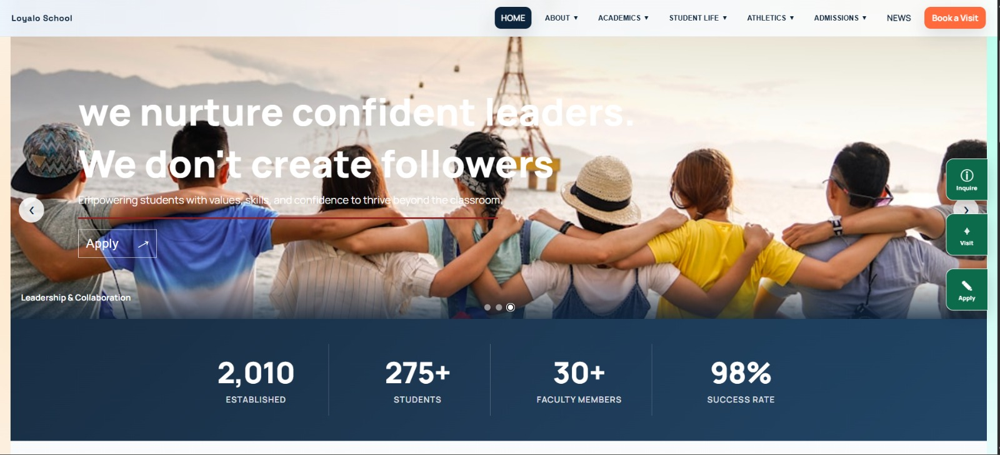 Loyalo School
HOME
ABOUT ▾
ACADEMICS ▾
STUDENT LIFE ▾
ATHLETICS ▾
ADMISSIONS ▾
NEWS
Book a Visit
we nurture confident leaders.
We don't create followers
Empowering students with values, skills, and confidence to thrive beyond the classroom.
Apply →
Leadership & Collaboration
Inquire
Visit
Apply
2,010
ESTABLISHED
275+
STUDENTS
30+
FACULTY MEMBERS
98%
SUCCESS RATE